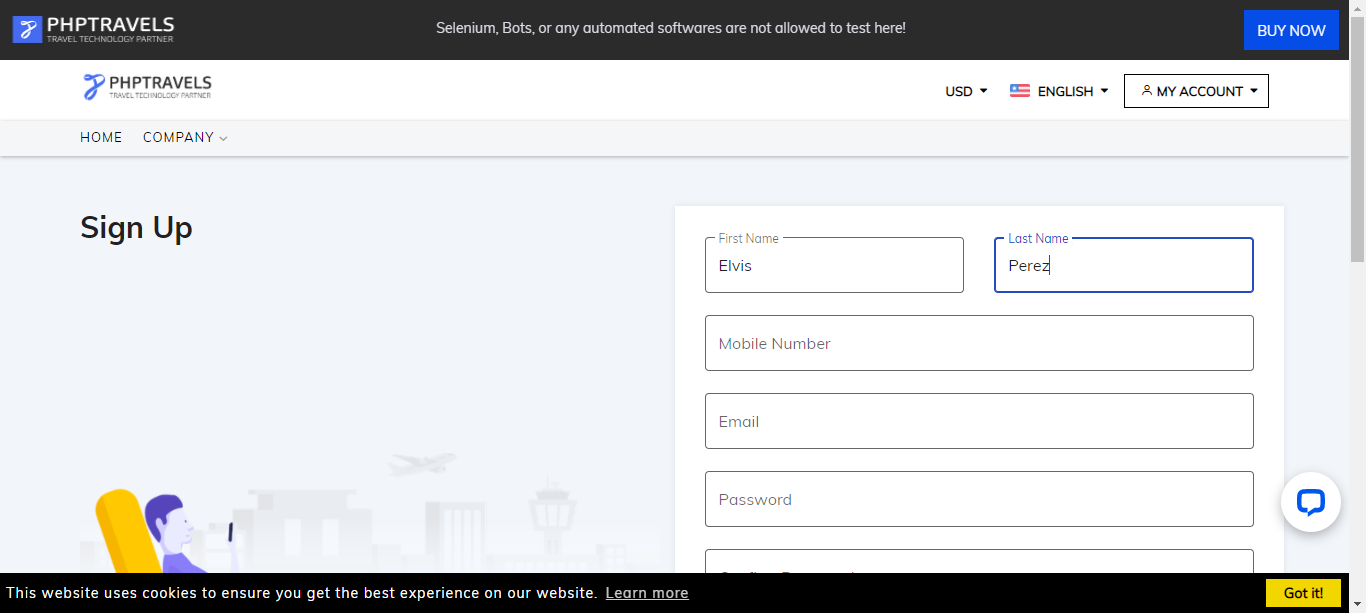 PHPTRAVELS
TRAVEL TECHNOLOGY PARTNER
Selenium, Bots, or any automated softwares are not allowed to test here!
BUY NOW
PHPTRAVELS
TRAVEL TECHNOLOGY PARTNER
USD
ENGLISH
MY ACCOUNT
HOME
COMPANY
Sign Up
First Name
Elvis
Last Name
Perez
Mobile Number
Email
Password
This website uses cookies to ensure you get the best experience on our website. Learn more
Got it!